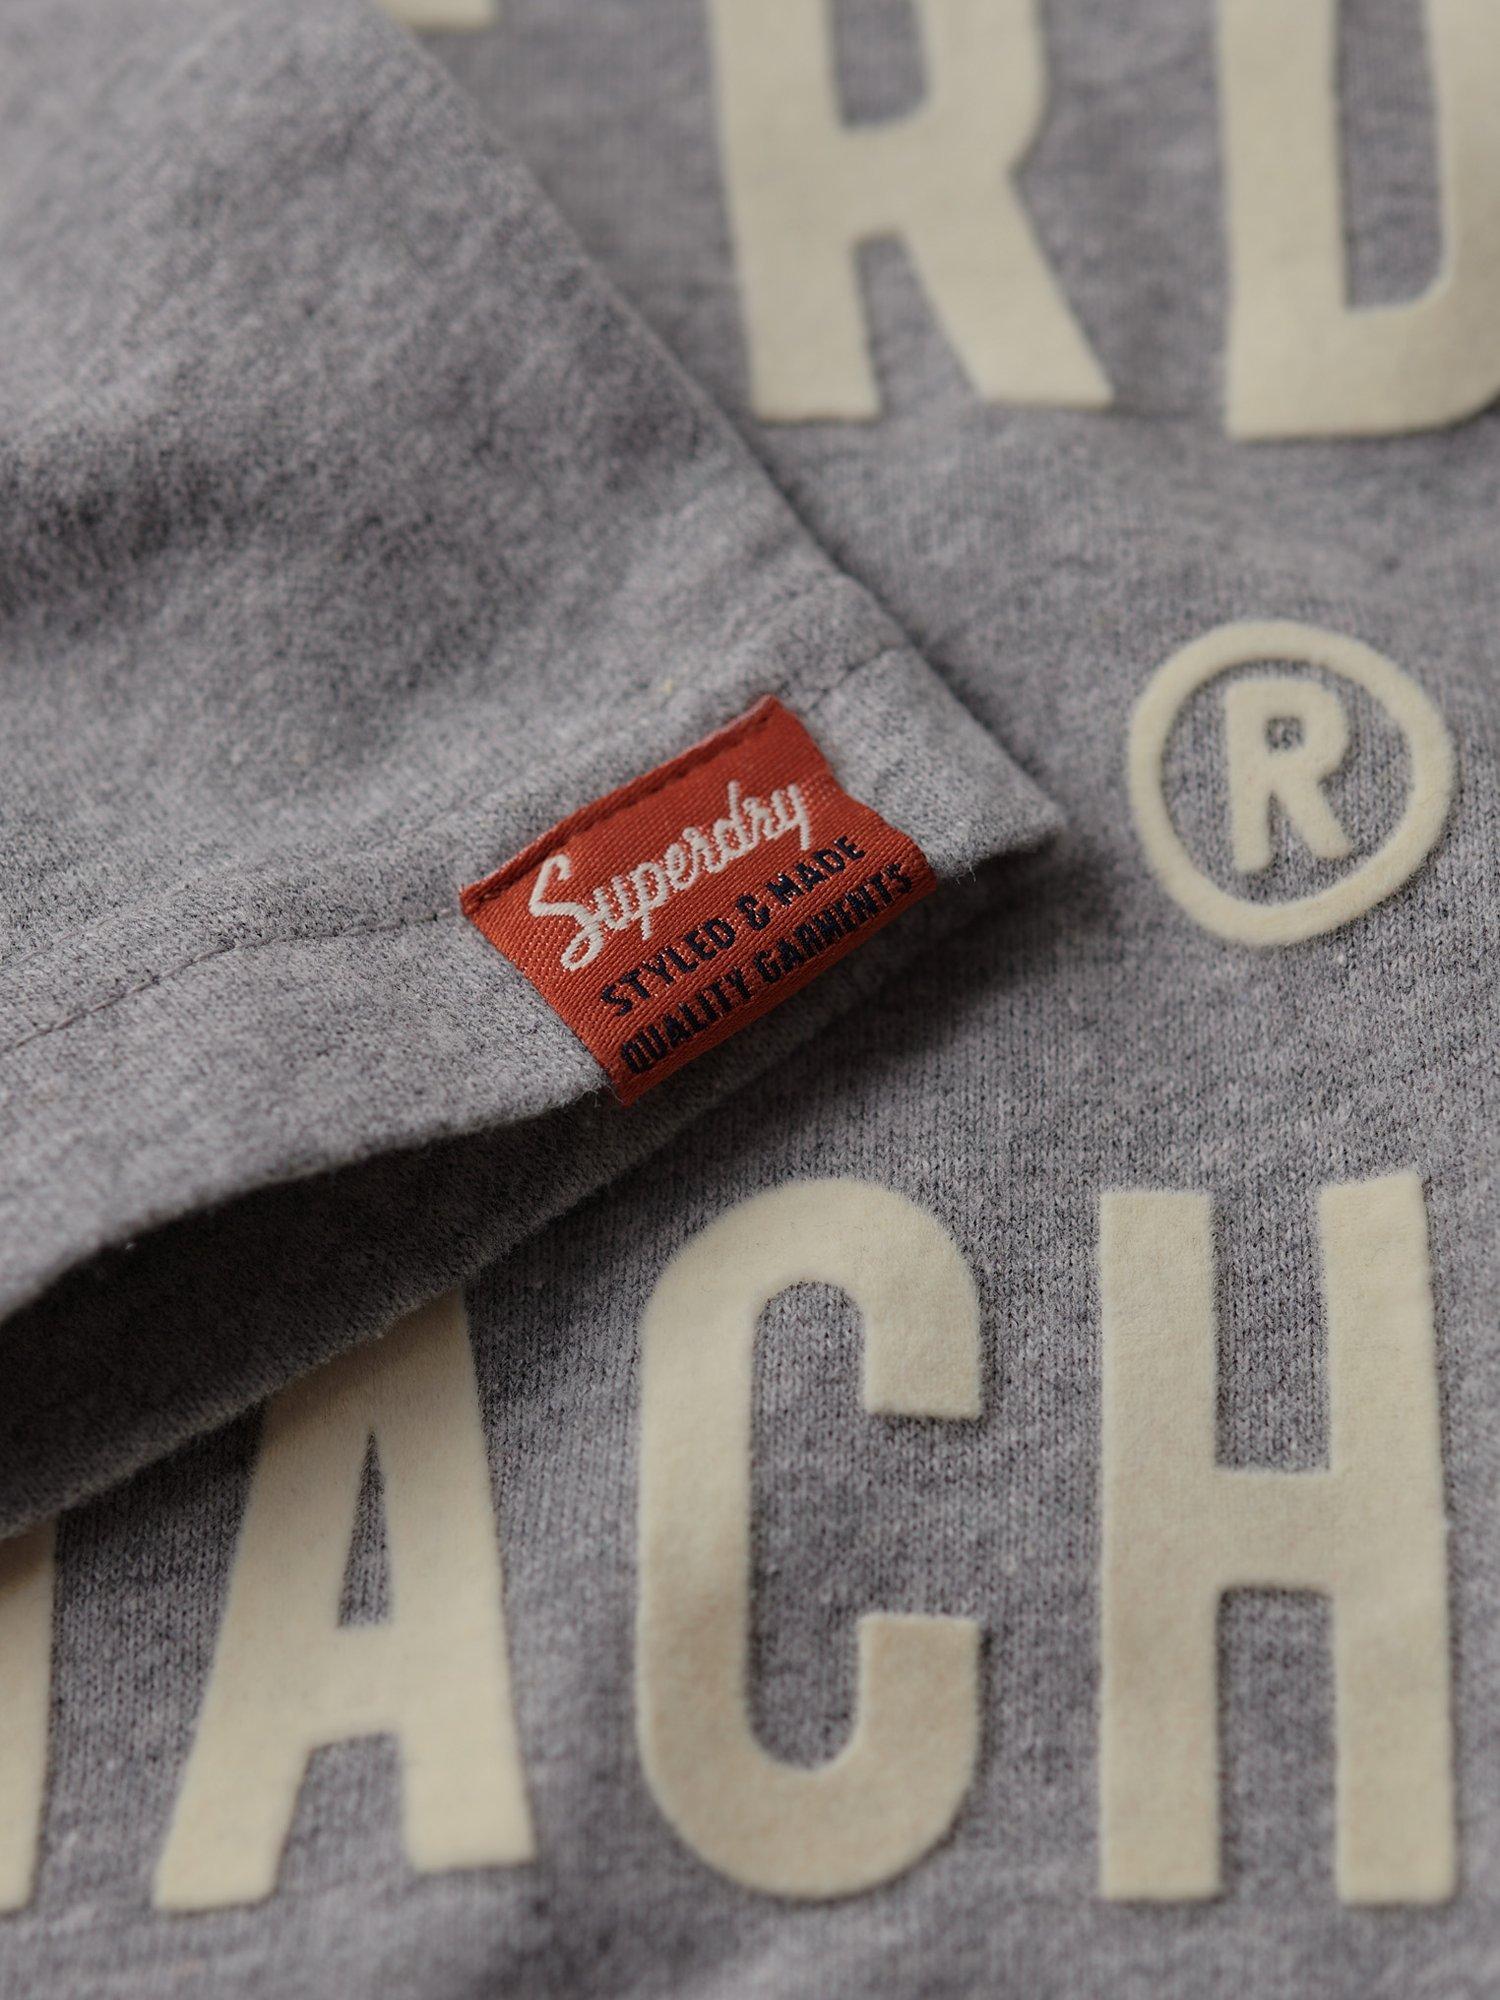 RD
®
Superdry
STYLED & MADE
QUALITY GARMENTS
ACH